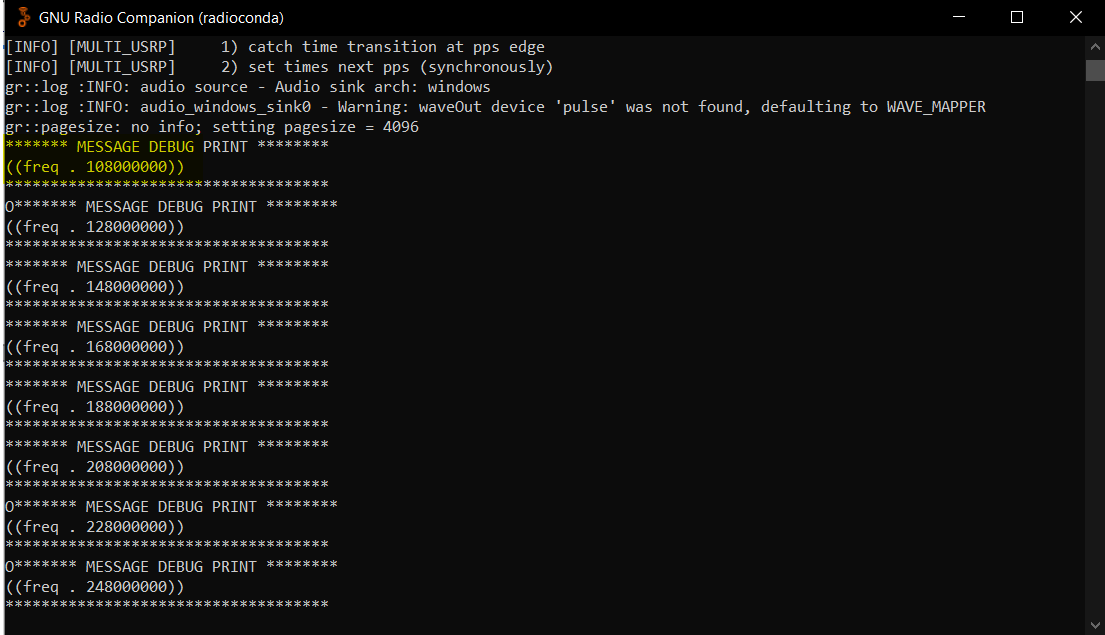 GNU Radio Companion (radioconda)
[INFO] [MULTI_USRP]     1) catch time transition at pps edge
[INFO] [MULTI_USRP]     2) set times next pps (synchronously)
gr::log :INFO: audio source - Audio sink arch: windows
gr::log :INFO: audio_windows_sink0 - Warning: waveOut device 'pulse' was not found, defaulting to WAVE_MAPPER
gr::pagesize: no info; setting pagesize = 4096
******* MESSAGE DEBUG PRINT ********
((freq . 108000000))
************************************
O******* MESSAGE DEBUG PRINT ********
((freq . 128000000))
************************************
******* MESSAGE DEBUG PRINT ********
((freq . 148000000))
************************************
******* MESSAGE DEBUG PRINT ********
((freq . 168000000))
************************************
******* MESSAGE DEBUG PRINT ********
((freq . 188000000))
************************************
******* MESSAGE DEBUG PRINT ********
((freq . 208000000))
************************************
O******* MESSAGE DEBUG PRINT ********
((freq . 228000000))
************************************
O******* MESSAGE DEBUG PRINT ********
((freq . 248000000))
************************************